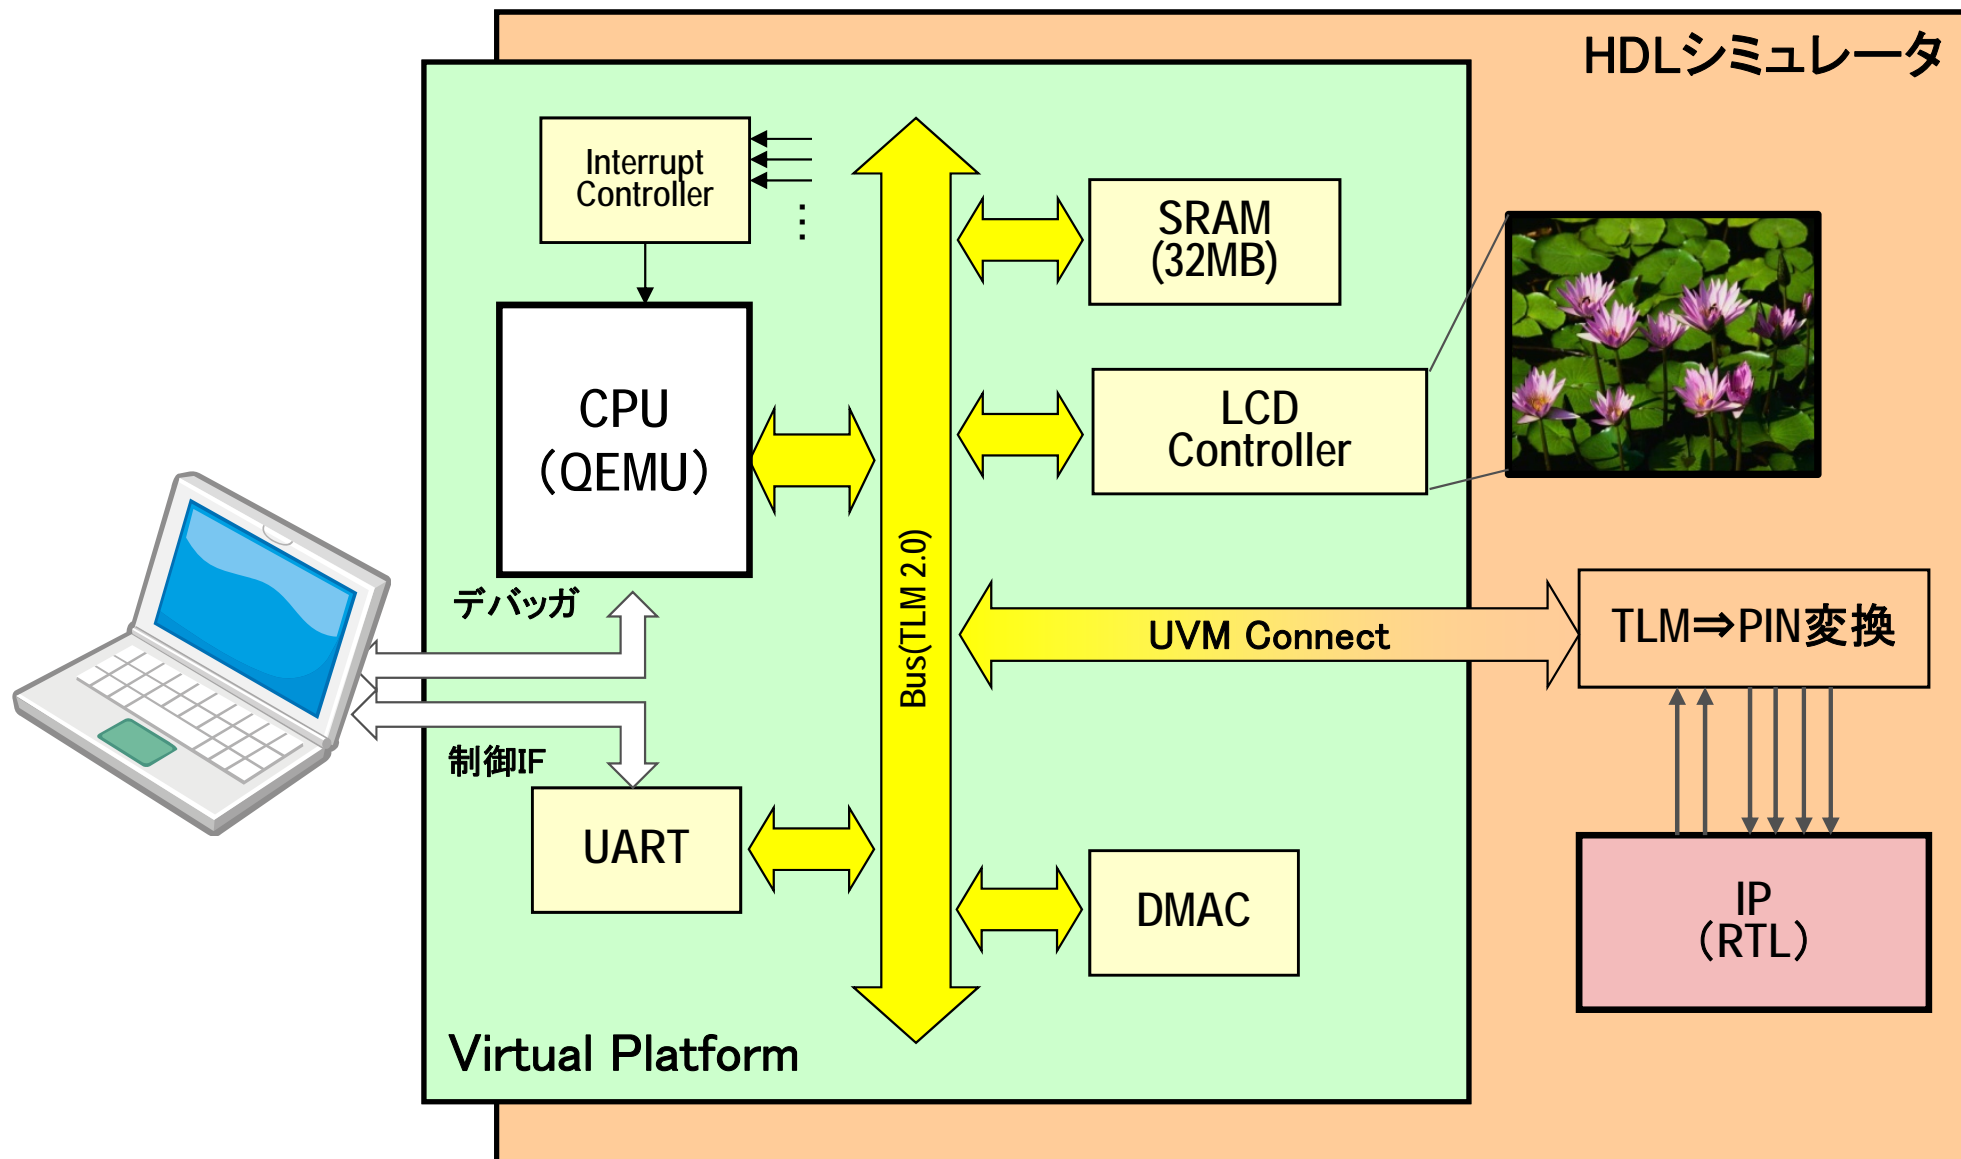 HDLシミュレータ
Interrupt
Controller
SRAM
(32MB)
CPU
(QEMU)
LCD
Controller
Bus(TLM 2.0)
デバッガ
UVM Connect
TLM⇒PIN変換
制御IF
UART
DMAC
IP
(RTL)
Virtual Platform